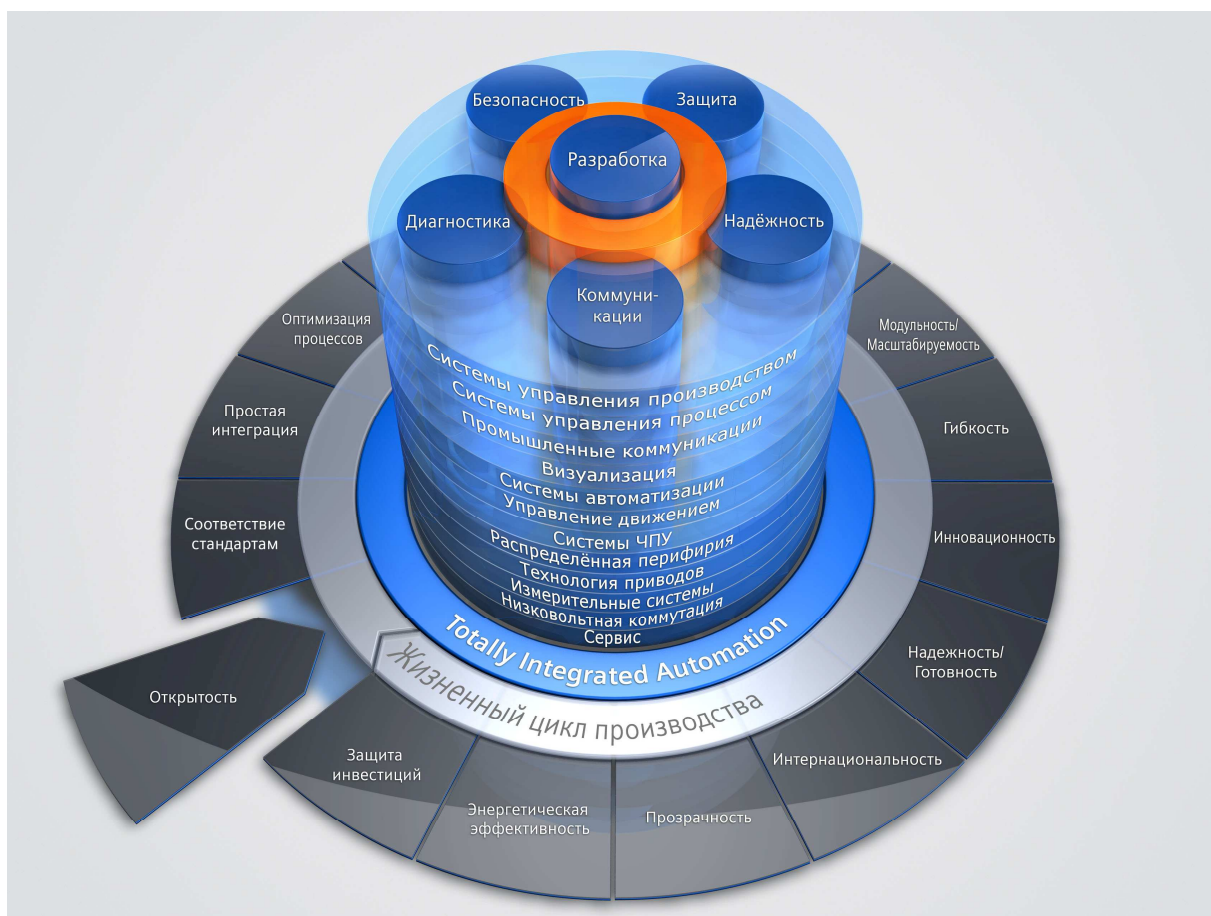 Безопасность
Защита
Разработка
Диагностика
Надёжность
Коммуни-
кации
Системы управления производством
Системы управления процессом
Промышленные коммуникации
Визуализация
Системы автоматизации
Управление движением
Системы ЧПУ
Распределённая перифирия
Технология приводов
Измерительные системы
Низковольтная коммутация
Сервис
Totally Integrated Automation
Жизненный цикл производства
Оптимизация
процессов
Простая
интеграция
Соответствие
стандартам
Открытость
Защита
инвестиций
Энергетическая
эффективность
Прозрачность
Интернациональность
Надежность/
Готовность
Инновационность
Гибкость
Модульность/
Масштабируемость